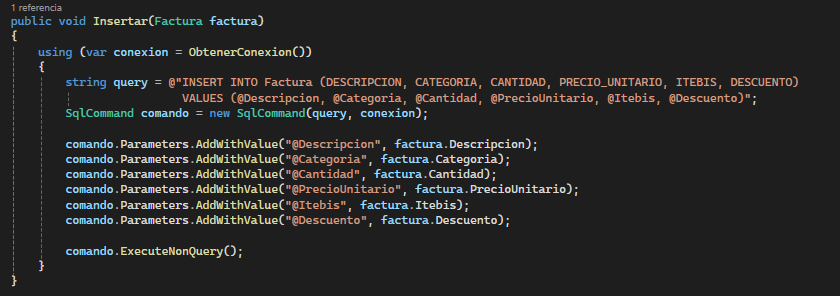 1 referencia
public void Insertar(Factura factura)
{
using (var conexion = ObtenerConexion())
{
string query = @"INSERT INTO Factura (DESCRIPCION, CATEGORIA, CANTIDAD, PRECIO_UNITARIO, ITEBIS, DESCUENTO)
VALUES (@Descripcion, @Categoria, @Cantidad, @PrecioUnitario, @Itebis, @Descuento)";
SqlCommand comando = new SqlCommand(query, conexion);
comando.Parameters.AddWithValue("@Descripcion", factura.Descripcion);
comando.Parameters.AddWithValue("@Categoria", factura.Categoria);
comando.Parameters.AddWithValue("@Cantidad", factura.Cantidad);
comando.Parameters.AddWithValue("@PrecioUnitario", factura.PrecioUnitario);
comando.Parameters.AddWithValue("@Itebis", factura.Itebis);
comando.Parameters.AddWithValue("@Descuento", factura.Descuento);
comando.ExecuteNonQuery();
}
}